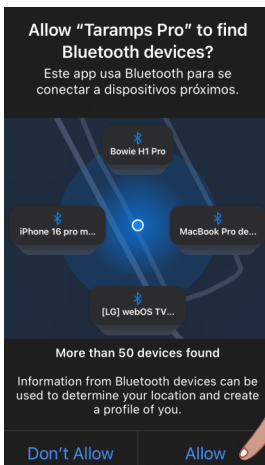 Allow “Taramps Pro” to find
Bluetooth devices?
Este app usa Bluetooth para se
conectar a dispositivos próximos.
Bowie H1 Pro
iPhone 16 pro m...
MacBook Pro de...
[LG] webOS TV...
More than 50 devices found
Information from Bluetooth devices can be
used to determine your location and create
a profile of you.
Don’t Allow
Allow